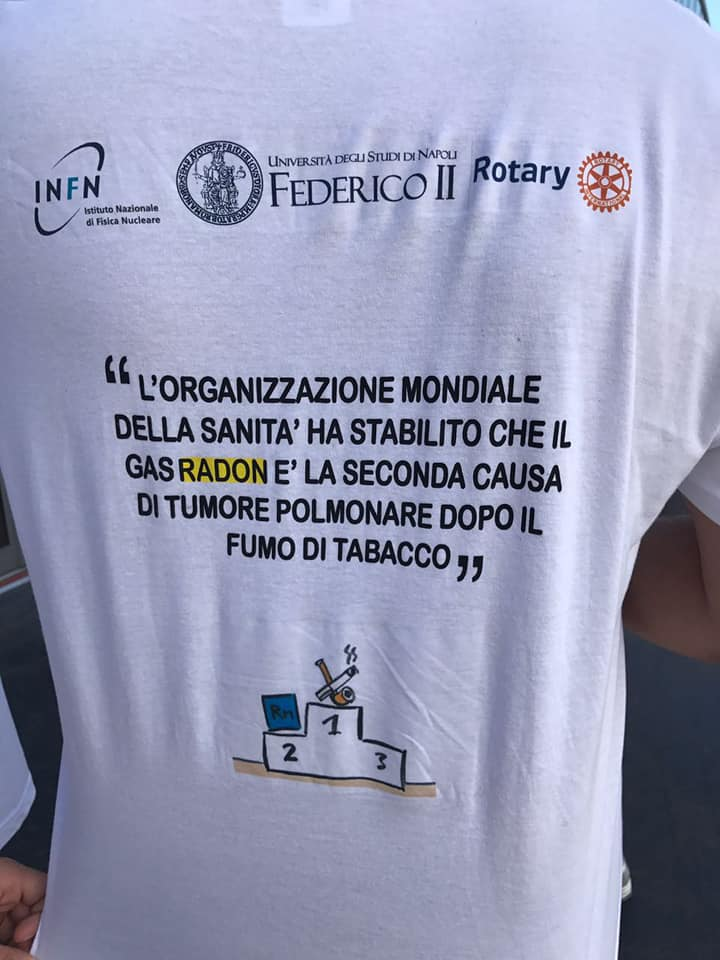 INFN
Istituto Nazionale
di Fisica Nucleare
UNIVERSITÀ DEGLI STUDI DI NAPOLI
FEDERICO II
Rotary
ROTARY
INTERNATIONAL
“ L'ORGANIZZAZIONE MONDIALE
DELLA SANITA' HA STABILITO CHE IL
GAS RADON E' LA SECONDA CAUSA
DI TUMORE POLMONARE DOPO IL
FUMO DI TABACCO „
Rn
1
2
3